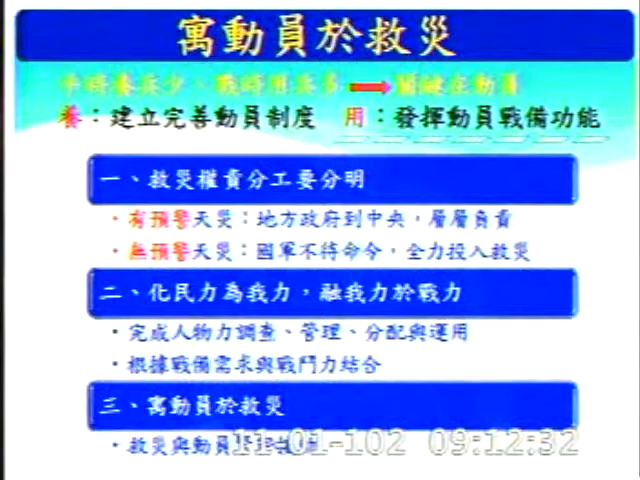 寓動員於救災
平時養兵少、戰時用兵多 關鍵在動員
養：建立完善動員制度 用：發揮動員戰備功能
一、救災權責分工要分明
・有預警天災：地方政府到中央，層層負責
・無預警天災：國軍不待命令，全力投入救災
二、化民力為我力，融我力於戰力
・完成人物力調查、管理、分配與運用
・根據戰備需求與戰鬥力結合
三、寓動員於救災
・救災與動員
11-01-102 09:12:32